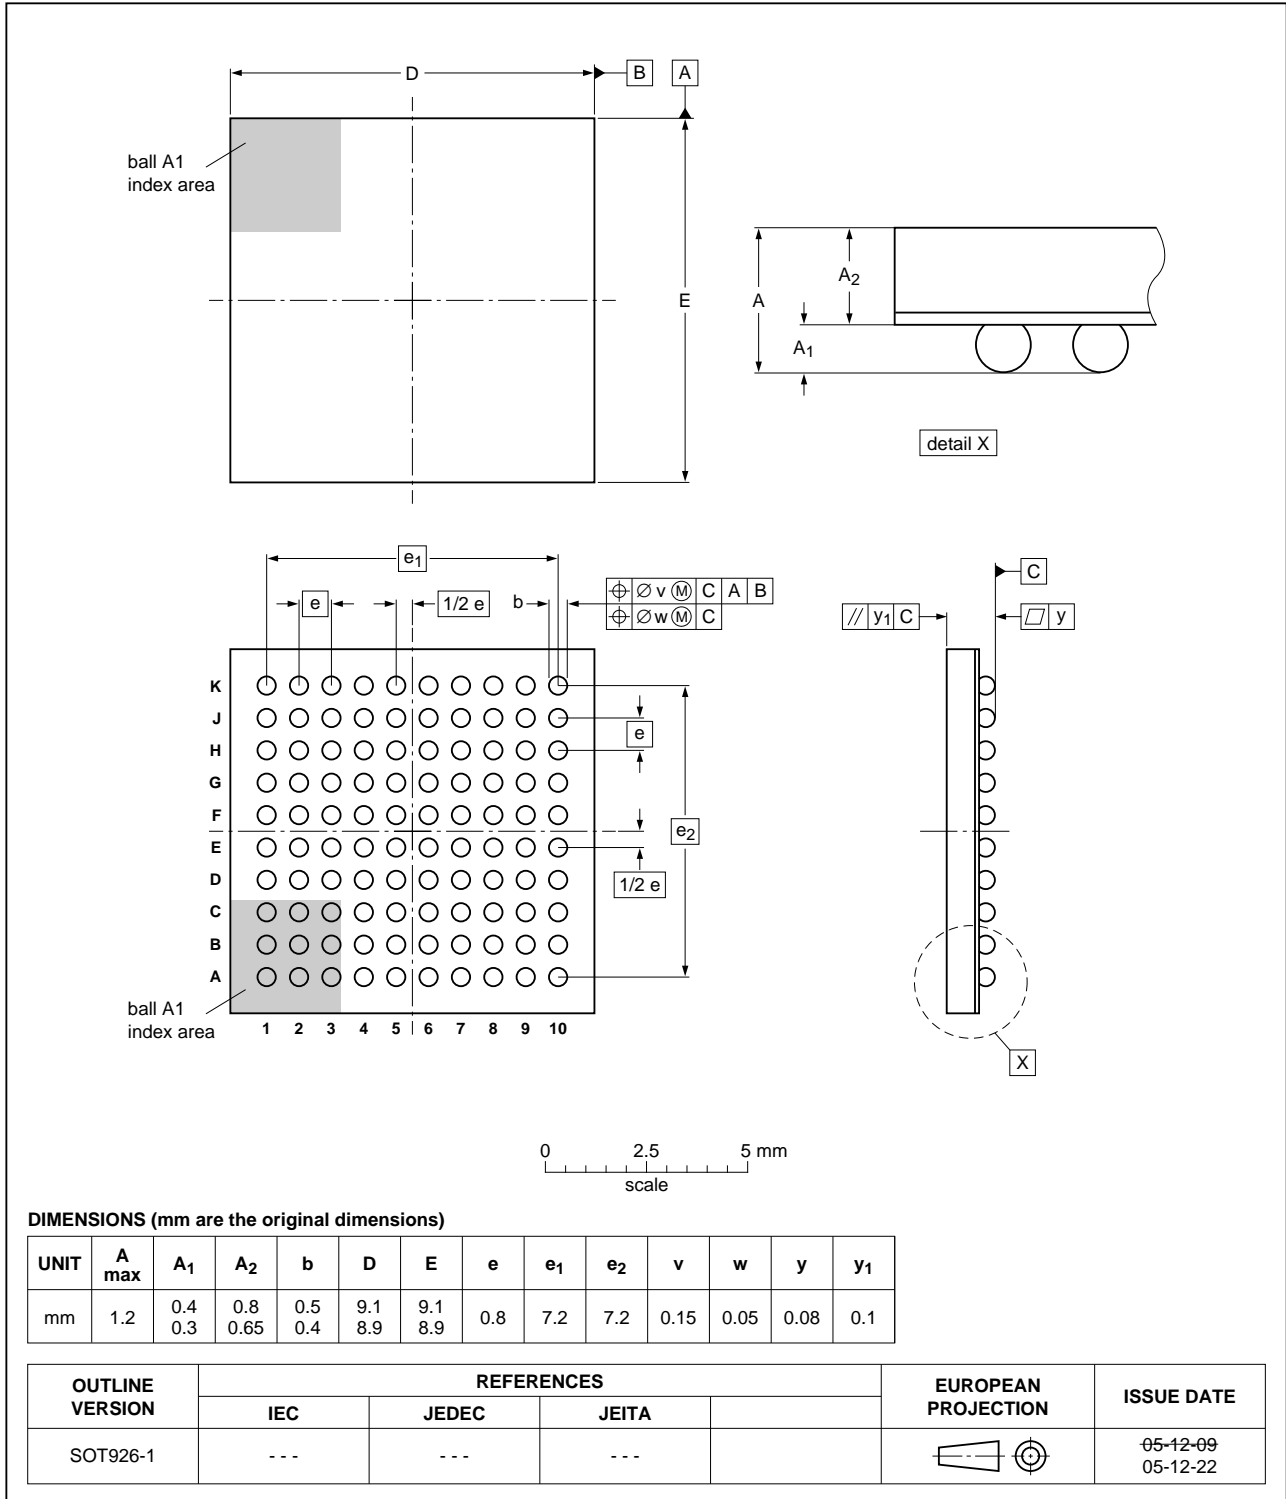 D
B
A
ball A1
index area
E
A
A2
A1
detail X
e1
e
1/2 e
b
⌖ ∅ v Ⓜ C A B
⌖ ∅ w Ⓜ C
C
// y1 C
⏥ y
K
J
H
G
F
E
D
C
B
A
e
e2
1/2 e
ball A1
index area
1 2 3 4 5 6 7 8 9 10
X
0 2.5 5 mm
scale
DIMENSIONS (mm are the original dimensions)
UNIT A max A1 A2 b D E e e1 e2 v w y y1
mm 1.2 0.4 0.3 0.8 0.65 0.5 0.4 9.1 8.9 9.1 8.9 0.8 7.2 7.2 0.15 0.05 0.08 0.1
OUTLINE VERSION REFERENCES EUROPEAN PROJECTION ISSUE DATE
IEC JEDEC JEITA
SOT926-1 - - - - - - - - - 05-12-09
05-12-22